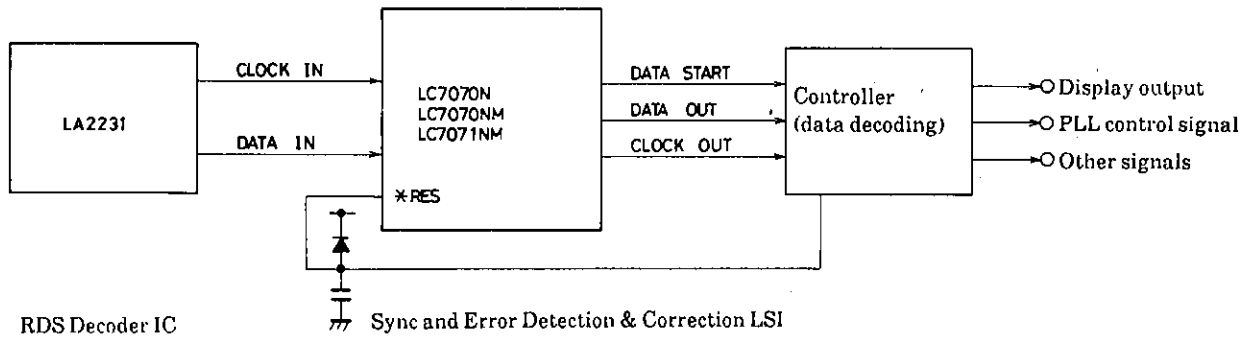 LA2231
CLOCK IN
DATA IN
LC7070N
LC7070NM
LC7071NM
*RES
DATA START
DATA OUT
CLOCK OUT
Controller
(data decoding)
Display output
PLL control signal
Other signals
RDS Decoder IC
Sync and Error Detection & Correction LSI